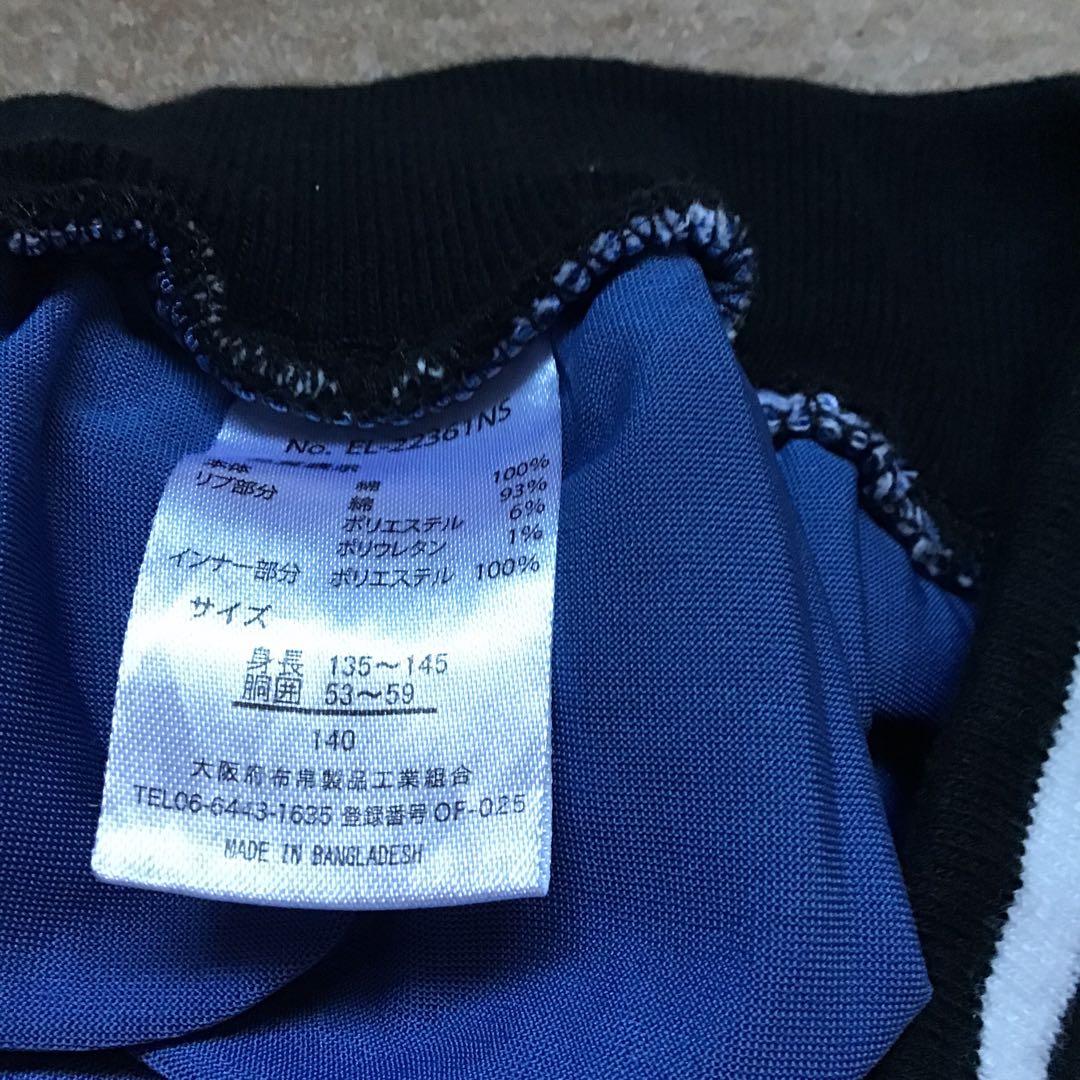 No. EL-22361NS
本体 綿 100%
リブ部分 綿 93%
ポリエステル 6%
ポリウレタン 1%
インナー部分 ポリエステル 100%
サイズ
身長 135～145
胴囲 53～59
140
大阪府布帛製品工業組合
TEL06-6443-1635 登録番号OF-025
MADE IN BANGLADESH